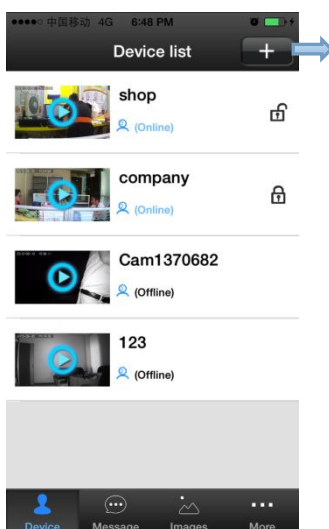 中国移动 4G 6:48 PM
Device list
+
shop
(Online)
company
(Online)
Cam1370682
(Offline)
123
(Offline)
Device Message Images More